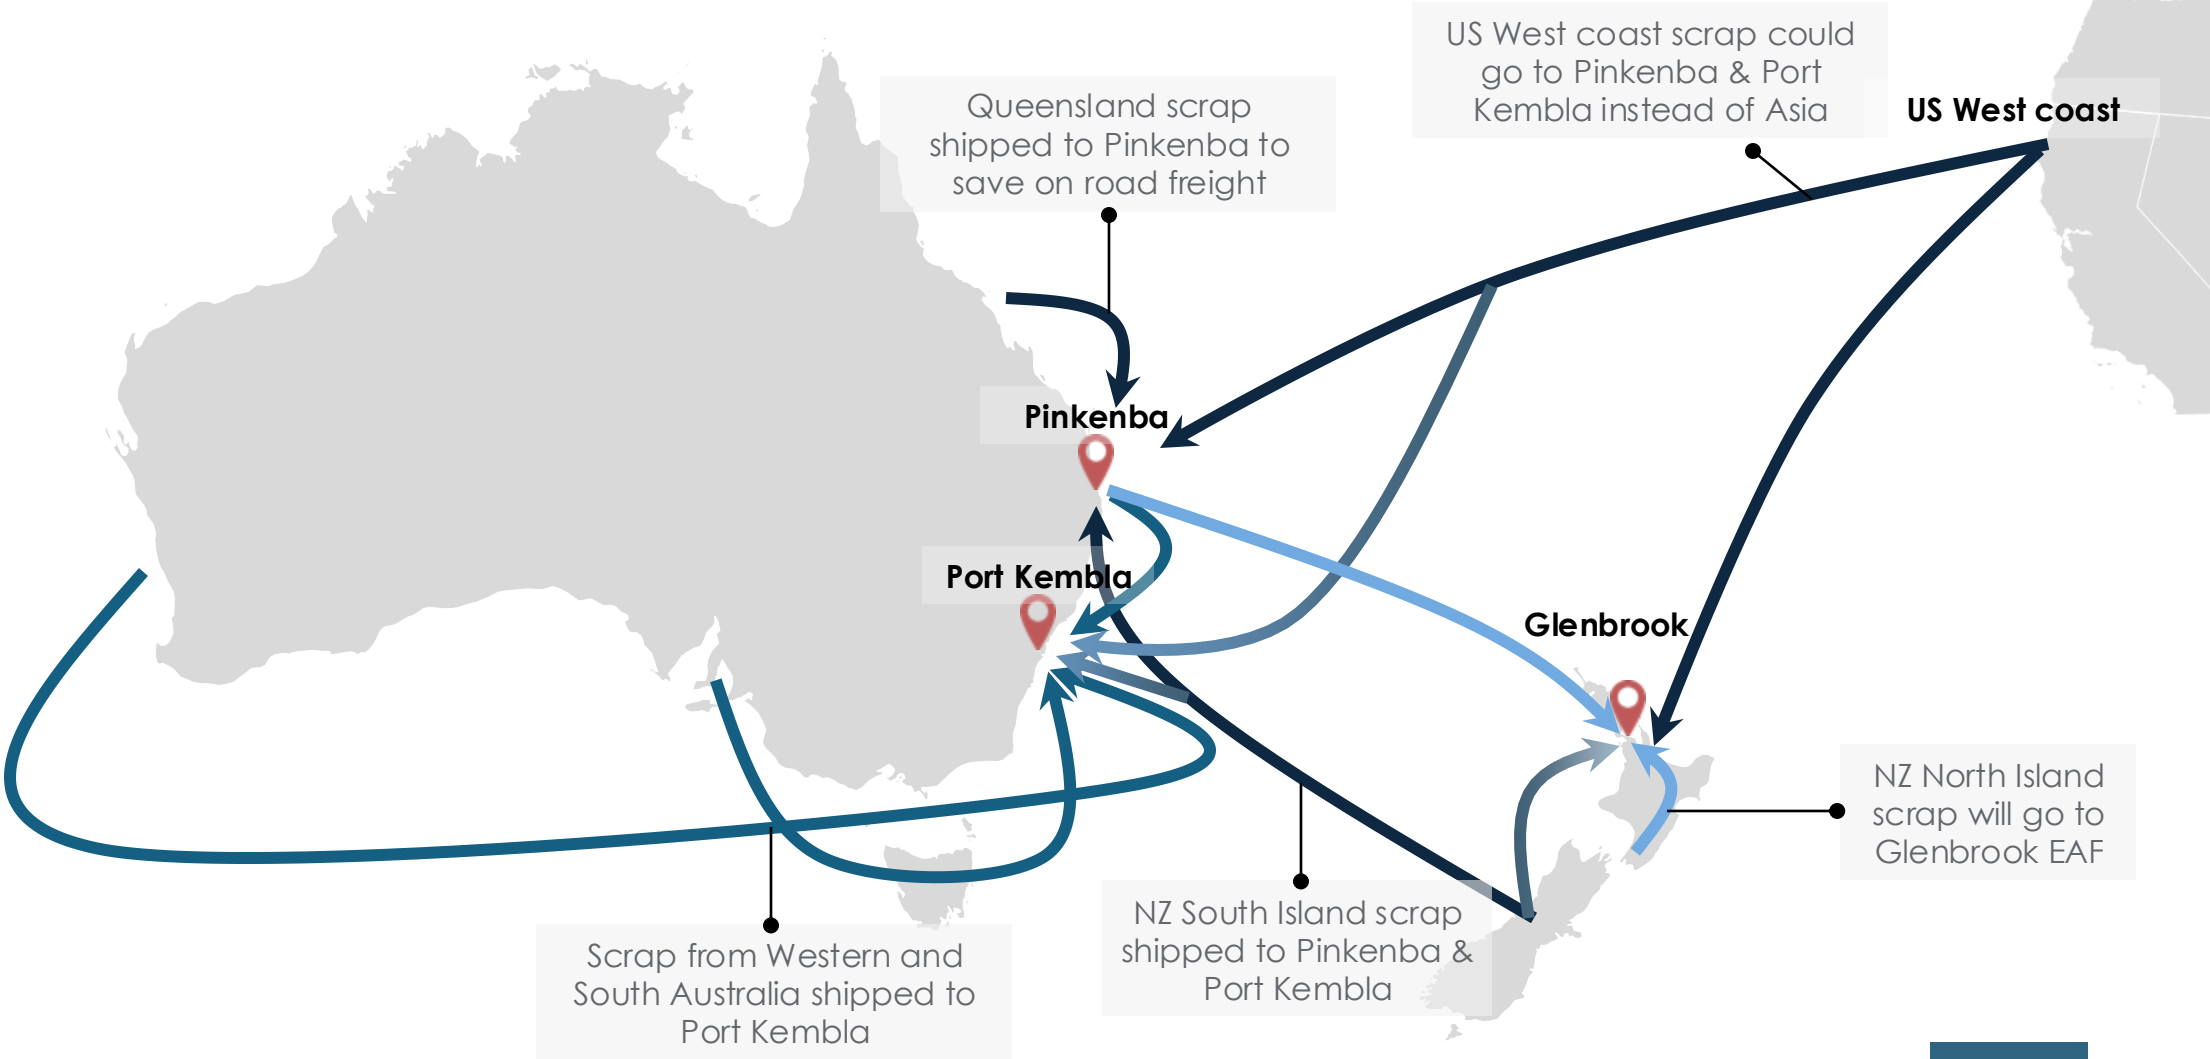 US West coast scrap could
go to Pinkenba & Port
Kembla instead of Asia
US West coast
Queensland scrap
shipped to Pinkenba to
save on road freight
Pinkenba
Port Kembla
Glenbrook
NZ North Island
scrap will go to
Glenbrook EAF
NZ South Island scrap
shipped to Pinkenba &
Port Kembla
Scrap from Western and
South Australia shipped to
Port Kembla